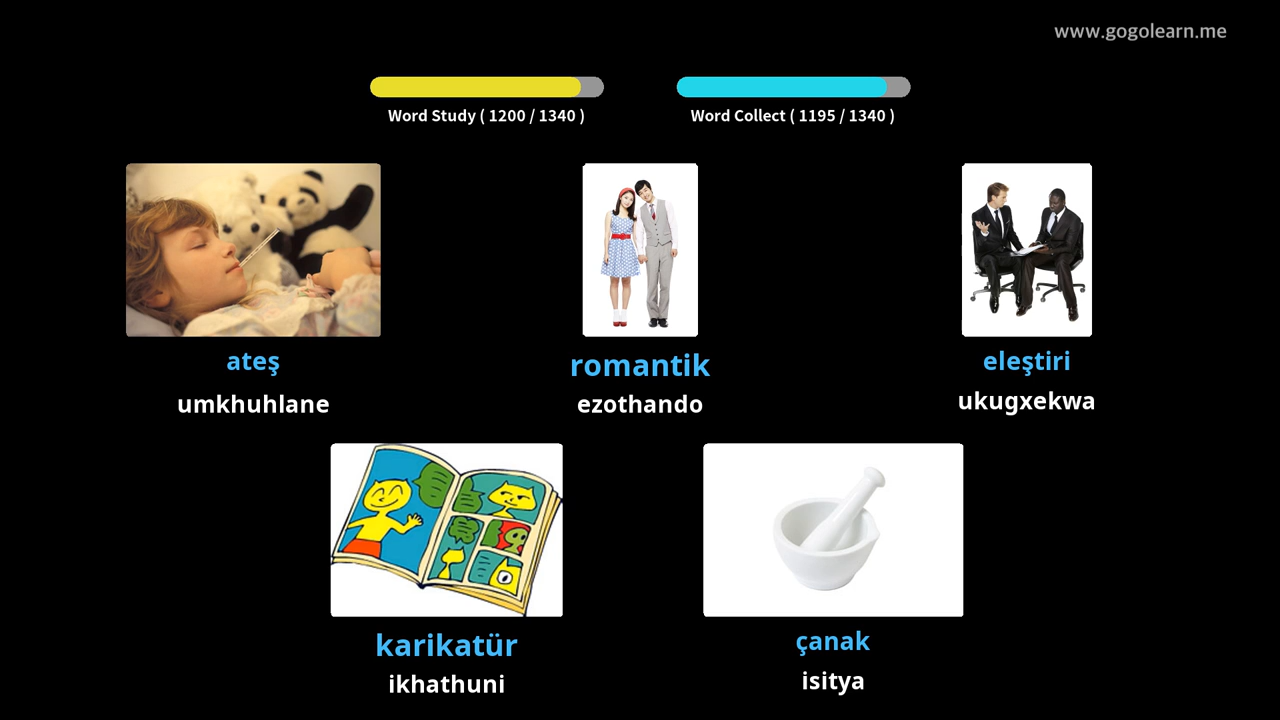 www.gogolearn.me
Word Study ( 1200 / 1340 )
Word Collect ( 1195 / 1340 )
ateş
umkhuhlane
romantik
ezothando
eleştiri
ukugxekwa
karikatür
ikhathuni
çanak
isitya